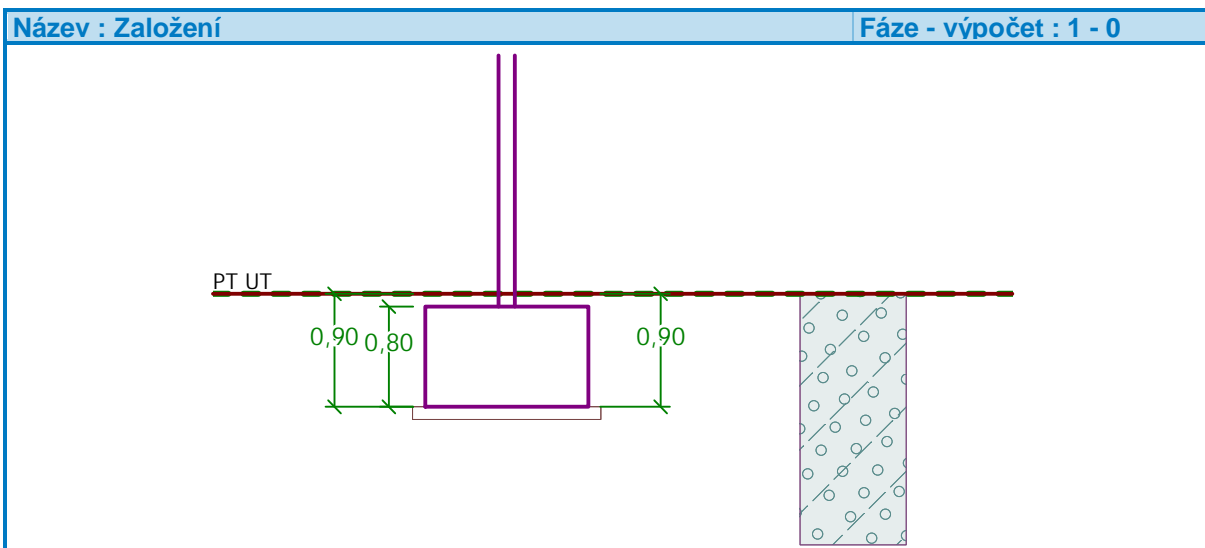 Název : Založení
Fáze - výpočet : 1 - 0
PT UT
0,90
0,80
0,90